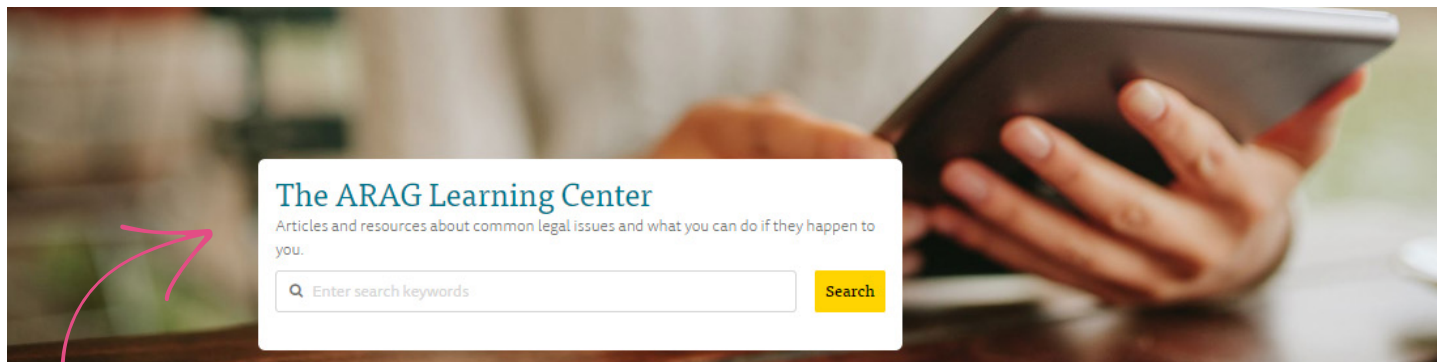 The ARAG Learning Center
Articles and resources about common legal issues and what you can do if they happen to
you.
Enter search keywords
Search